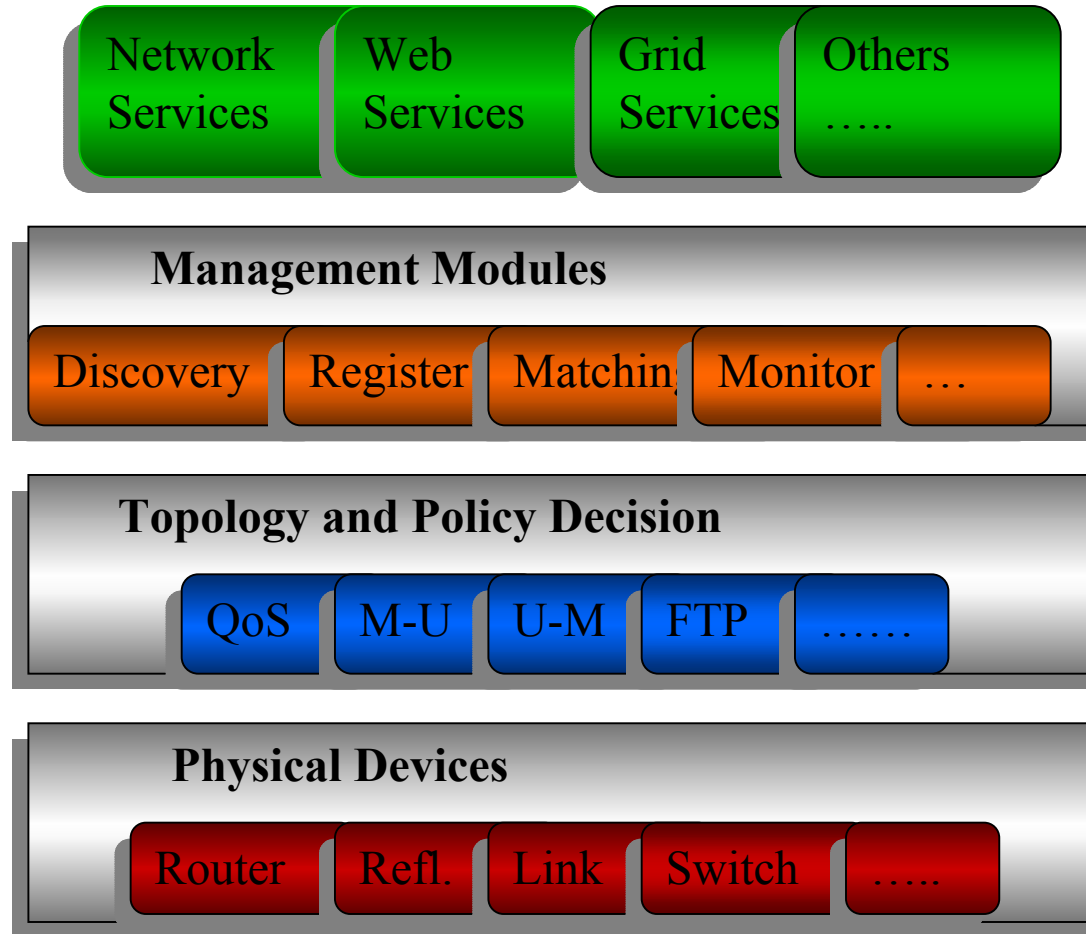 Network Services
Web Services
Grid Services
Others …..
Management Modules
Discovery Register Matching Monitor …
Topology and Policy Decision
QoS M-U U-M FTP ……
Physical Devices
Router Refl. Link Switch …..